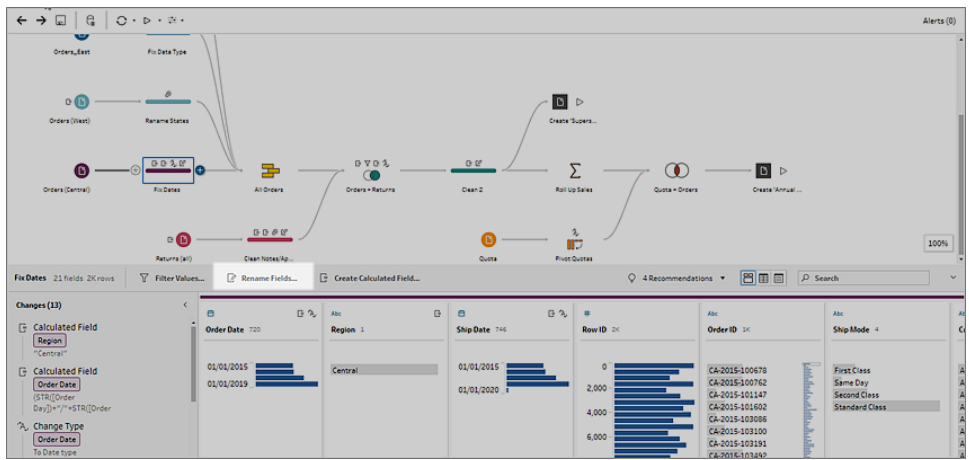 Alerts (0)
Orders_East
Fix Data Type
Orders (West)
Rename States
Create 'Supers...
Orders (Central)
Fix Dates
All Orders
Orders + Returns
Clean 2
Roll Up Sales
Quota + Orders
Create 'Annual ...
Returns (all)
Clean Notes/Ap...
Quota
Pivot Quotas
100%
Fix Dates 21 fields 2K rows
Filter Values...
Rename Fields...
Create Calculated Field...
4 Recommendations
Search
Changes (13)
Calculated Field
Region
"Central"
Calculated Field
Order Date
(STR([Order
Day])+"/"+STR([Order
Change Type
Order Date
To Date type
Order Date 720
01/01/2015
01/01/2019
Abc
Region 1
Central
Ship Date 746
01/01/2015
01/01/2020
#
Row ID 2K
0
2,000
4,000
6,000
Abc
Order ID 1K
CA-2015-100678
CA-2015-100762
CA-2015-101147
CA-2015-101602
CA-2015-103086
CA-2015-103100
CA-2015-103191
CA-2015-103492
Abc
Ship Mode 4
First Class
Same Day
Second Class
Standard Class
Abc